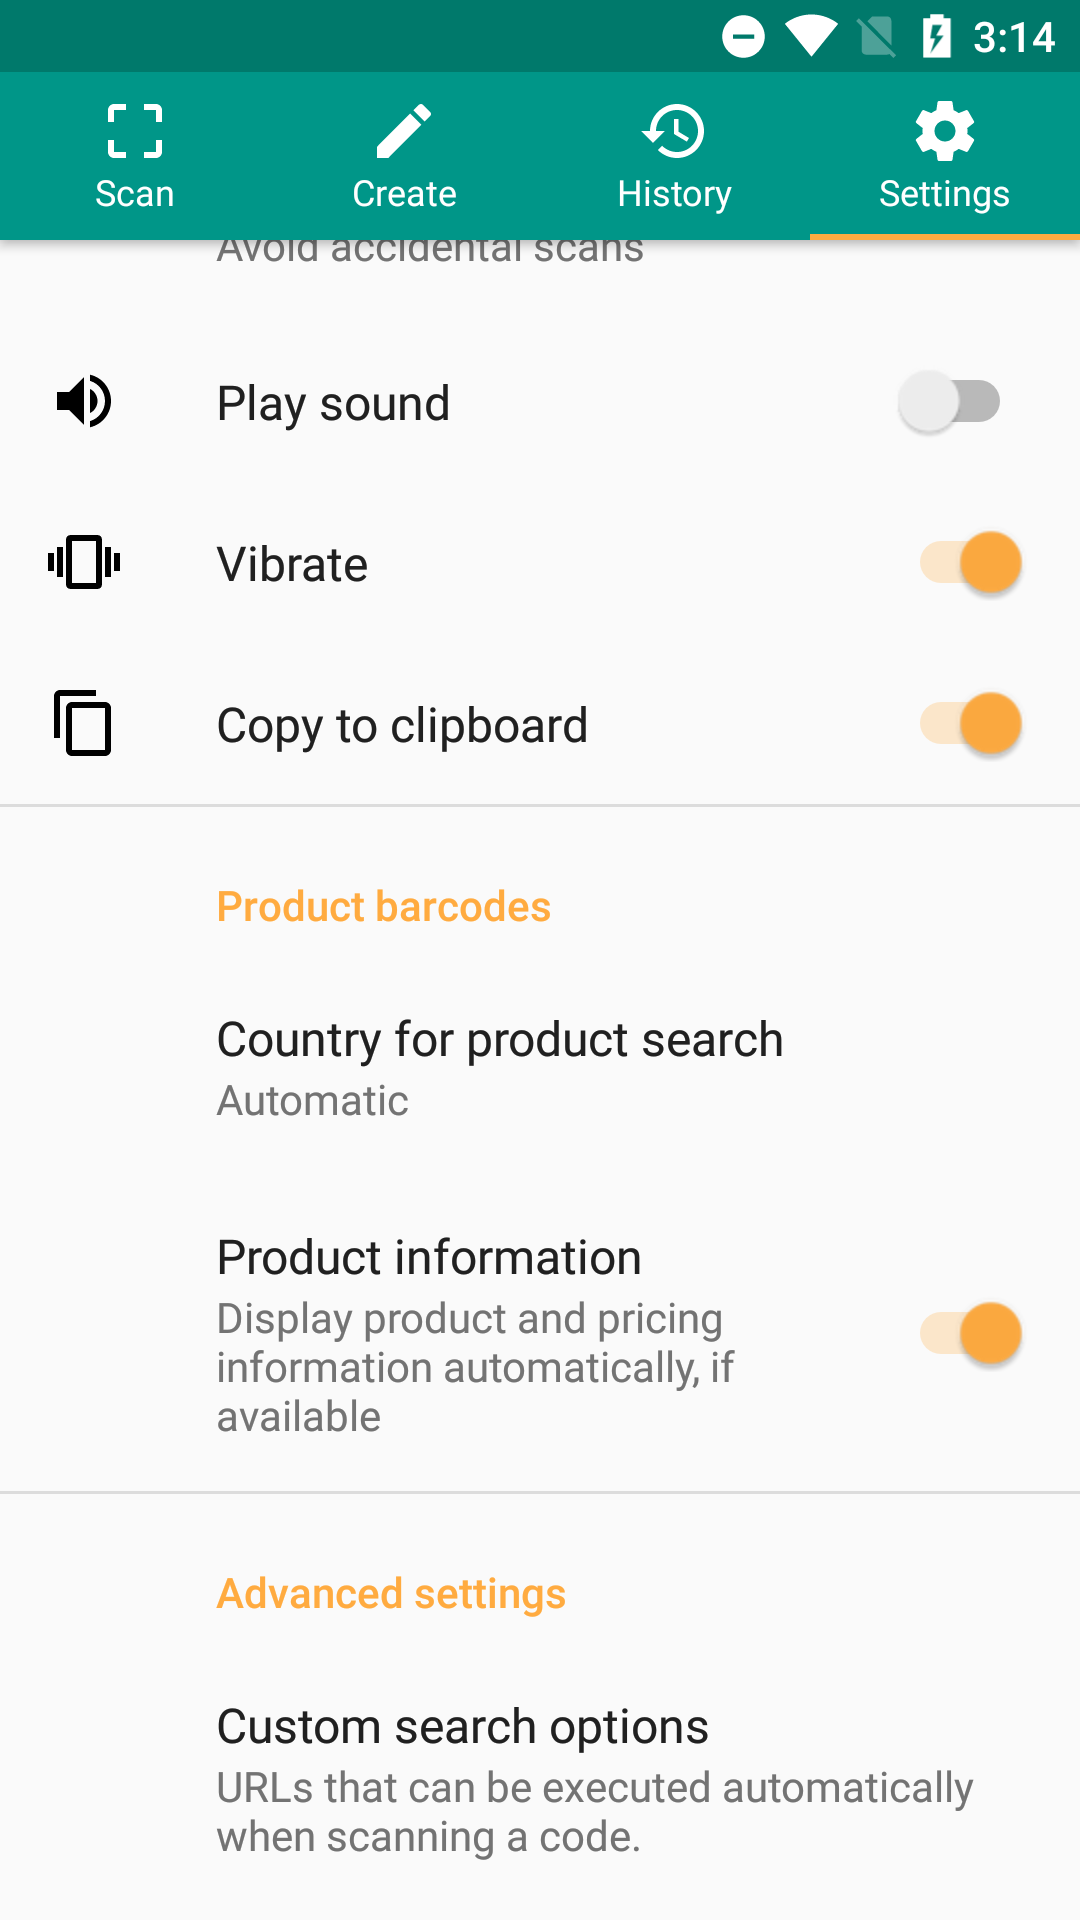 3:14
Scan Create History Settings
Avoid accidental scans
Play sound
Vibrate
Copy to clipboard
Product barcodes
Country for product search
Automatic
Product information
Display product and pricing
information automatically, if
available
Advanced settings
Custom search options
URLs that can be executed automatically
when scanning a code.